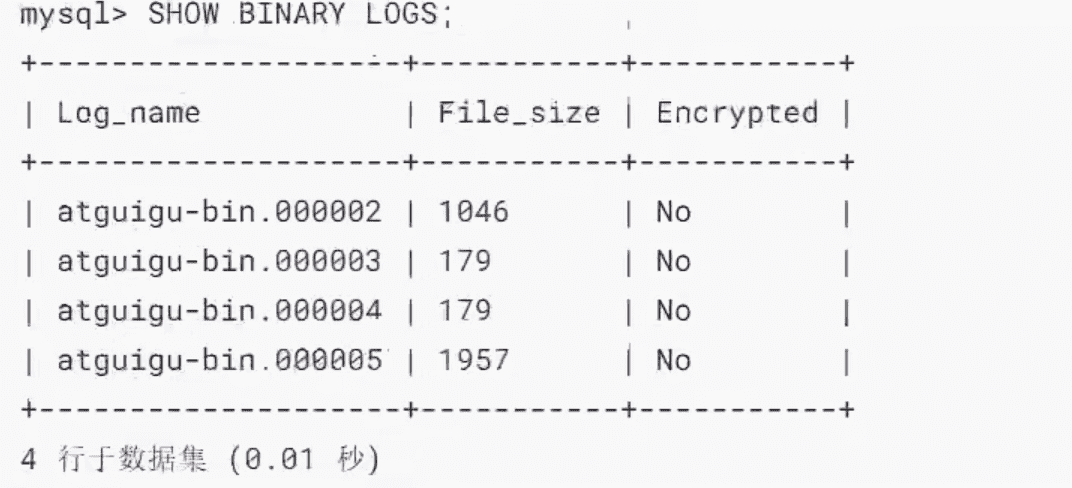 mysql> SHOW BINARY LOGS;
+--------------------+-----------+-----------+
| Log_name           | File_size | Encrypted |
+--------------------+-----------+-----------+
| atguigu-bin.000002 | 1046      | No        |
| atguigu-bin.000003 | 179       | No        |
| atguigu-bin.000004 | 179       | No        |
| atguigu-bin.000005 | 1957      | No        |
+--------------------+-----------+-----------+
4 行于数据集 (0.01 秒)